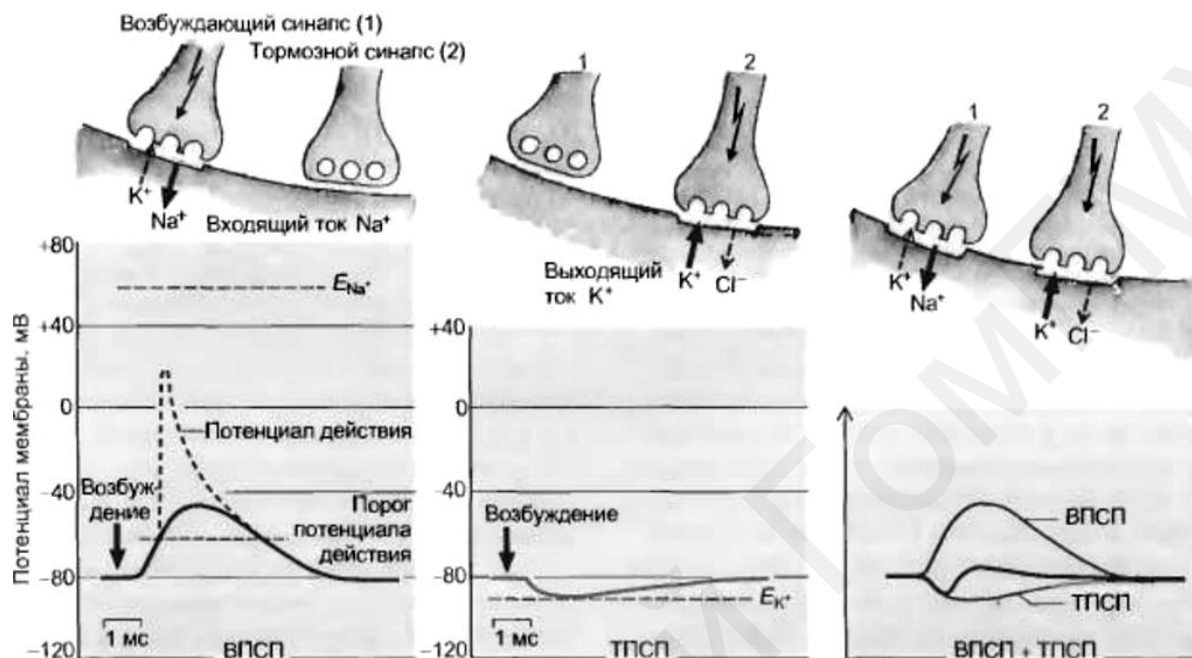 Возбуждающий синапс (1)
Тормозной синапс (2)
K⁺
Na⁺
Входящий ток Na⁺
Потенциал мембраны. мВ
+80
+40
0
−40
−80
−120
E Na⁺
Потенциал действия
Возбуж-
дение
Порог
потенциала
действия
1 мс
ВПСП
1
2
Выходящий
ток K⁺
K⁺
Cl⁻
+40
0
−40
−80
−120
Возбуждение
E K⁺
1 мс
ТПСП
1
2
K⁺
Na⁺
K⁺
Cl⁻
ВПСП
ТПСП
ВПСП + ТПСП